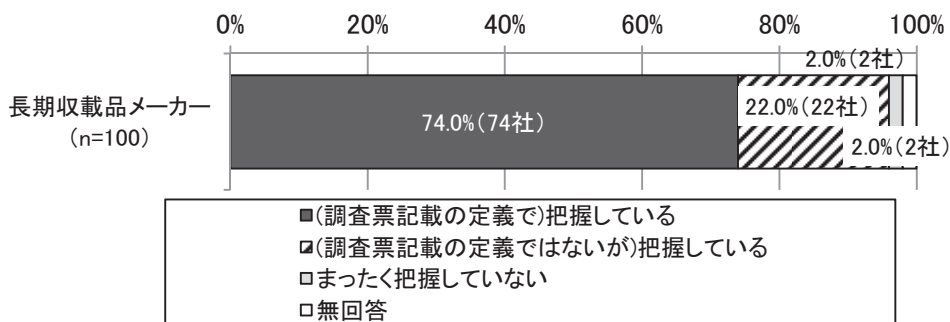 0% 20% 40% 60% 80% 100%
2.0%(2社)
長期収載品メーカー
(n=100)
74.0%(74社)
22.0%(22社)
2.0%(2社)
■(調査票記載の定義で)把握している
(調査票記載の定義ではないが)把握している
まったく把握していない
□無回答